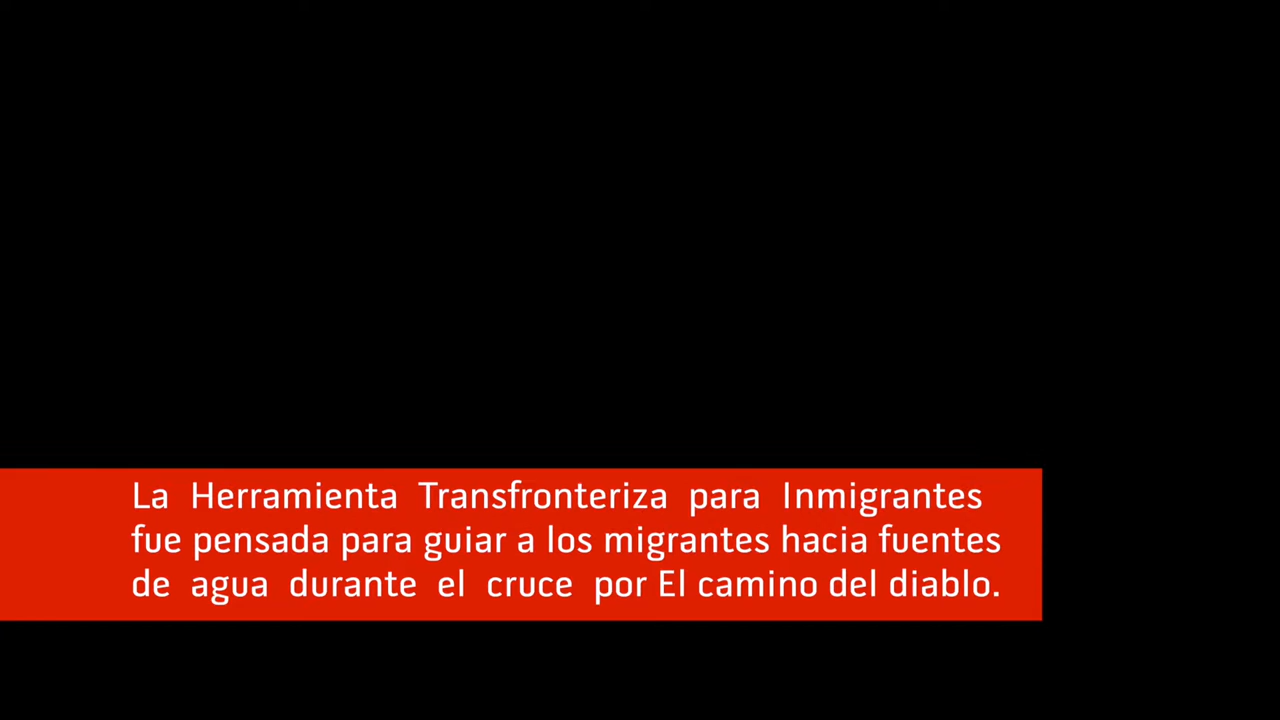 La Herramienta Transfronteriza para Inmigrantes
fue pensada para guiar a los migrantes hacia fuentes
de agua durante el cruce por El camino del diablo.